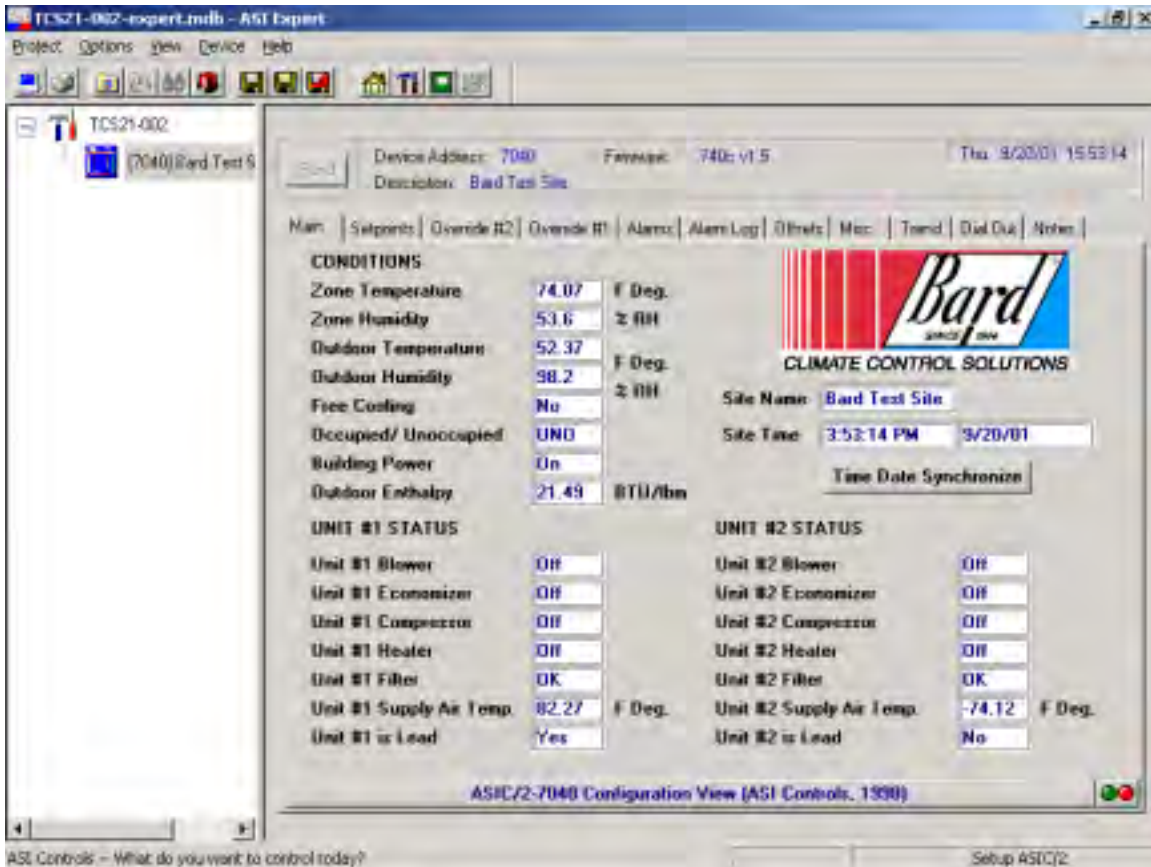 TCS21-002-expert.mdb - ASI Expert
Project Options View Device Help
TCS21-002
(7040) Bard Test S
Device Address: 7040 Firmware: v1.5 Thu 9/20/01 15:53:14
Description: Bard Test Site
Main Setpoints Override #2 Override #1 Alarms Alarm Log Offsets Misc Trend Dial Out Notes
CONDITIONS
Zone Temperature 74.07 F Deg.
Zone Humidity 53.6 % RH
Outdoor Temperature 52.37 F Deg.
Outdoor Humidity 98.2 % RH
Free Cooling No
Occupied/ Unoccupied UNO
Building Power On
Outdoor Enthalpy 21.49 BTU/lbm
Bard
SINCE 1914
CLIMATE CONTROL SOLUTIONS
Site Name Bard Test Site
Site Time 3:53:14 PM 9/20/01
Time Date Synchronize
UNIT #1 STATUS
Unit #1 Blower Off
Unit #1 Economizer Off
Unit #1 Compressor Off
Unit #1 Heater Off
Unit #1 Filter OK
Unit #1 Supply Air Temp. 82.27 F Deg.
Unit #1 is Lead Yes
UNIT #2 STATUS
Unit #2 Blower Off
Unit #2 Economizer Off
Unit #2 Compressor Off
Unit #2 Heater Off
Unit #2 Filter OK
Unit #2 Supply Air Temp. -74.12 F Deg.
Unit #2 is Lead No
ASIC/2-7040 Configuration View (ASI Controls, 1998)
ASI Controls -- What do you want to control today?
Setup ASIC/2